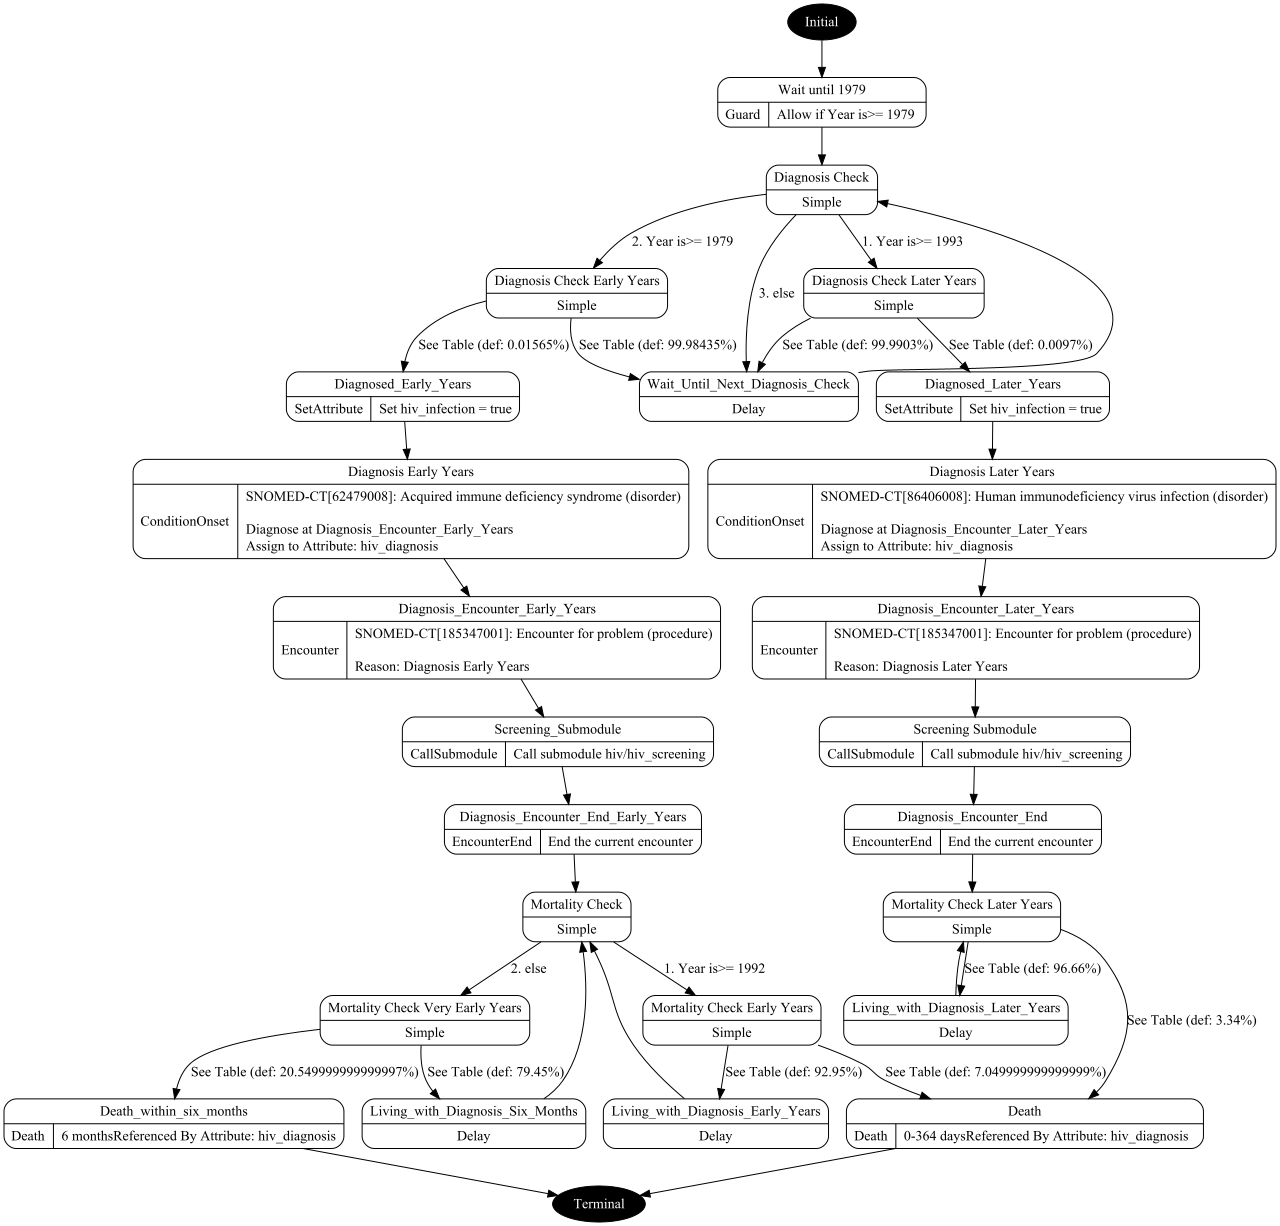 Initial
Wait until 1979
Guard
Allow if Year is>= 1979
Diagnosis Check
Simple
2. Year is>= 1979
1. Year is>= 1993
3. else
Diagnosis Check Early Years
Simple
Diagnosis Check Later Years
Simple
See Table (def: 0.01565%)
See Table (def: 99.98435%)
See Table (def: 99.9903%)
See Table (def: 0.0097%)
Diagnosed_Early_Years
SetAttribute
Set hiv_infection = true
Wait_Until_Next_Diagnosis_Check
Delay
Diagnosed_Later_Years
SetAttribute
Set hiv_infection = true
Diagnosis Early Years
ConditionOnset
SNOMED-CT[62479008]: Acquired immune deficiency syndrome (disorder)
Diagnose at Diagnosis_Encounter_Early_Years
Assign to Attribute: hiv_diagnosis
Diagnosis Later Years
ConditionOnset
SNOMED-CT[86406008]: Human immunodeficiency virus infection (disorder)
Diagnose at Diagnosis_Encounter_Later_Years
Assign to Attribute: hiv_diagnosis
Diagnosis_Encounter_Early_Years
Encounter
SNOMED-CT[185347001]: Encounter for problem (procedure)
Reason: Diagnosis Early Years
Diagnosis_Encounter_Later_Years
Encounter
SNOMED-CT[185347001]: Encounter for problem (procedure)
Reason: Diagnosis Later Years
Screening_Submodule
CallSubmodule
Call submodule hiv/hiv_screening
Screening Submodule
CallSubmodule
Call submodule hiv/hiv_screening
Diagnosis_Encounter_End_Early_Years
EncounterEnd
End the current encounter
Diagnosis_Encounter_End
EncounterEnd
End the current encounter
Mortality Check
Simple
Mortality Check Later Years
Simple
2. else
1. Year is>= 1992
See Table (def: 96.66%)
Mortality Check Very Early Years
Simple
Mortality Check Early Years
Simple
Living_with_Diagnosis_Later_Years
Delay
See Table (def: 3.34%)
See Table (def: 20.549999999999997%)
See Table (def: 79.45%)
See Table (def: 92.95%)
See Table (def: 7.049999999999999%)
Death_within_six_months
Death
6 monthsReferenced By Attribute: hiv_diagnosis
Living_with_Diagnosis_Six_Months
Delay
Living_with_Diagnosis_Early_Years
Delay
Death
Death
0-364 daysReferenced By Attribute: hiv_diagnosis
Terminal